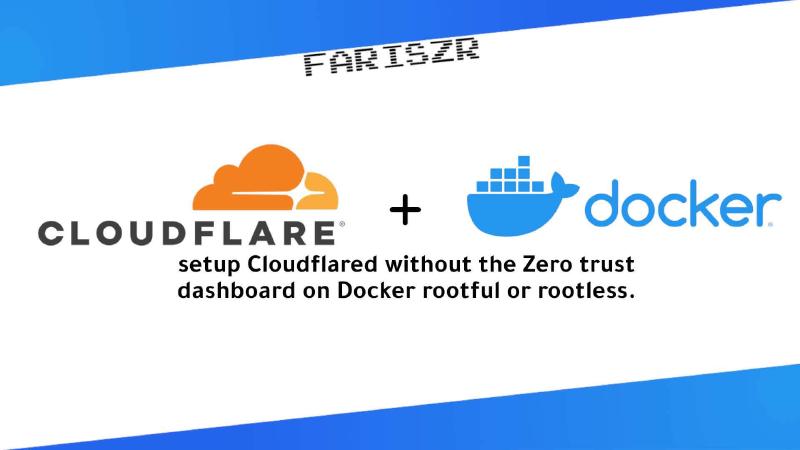 FARISZR
CLOUDFLARE®
+
docker®
setup Cloudflared without the Zero trust
dashboard on Docker rootful or rootless.